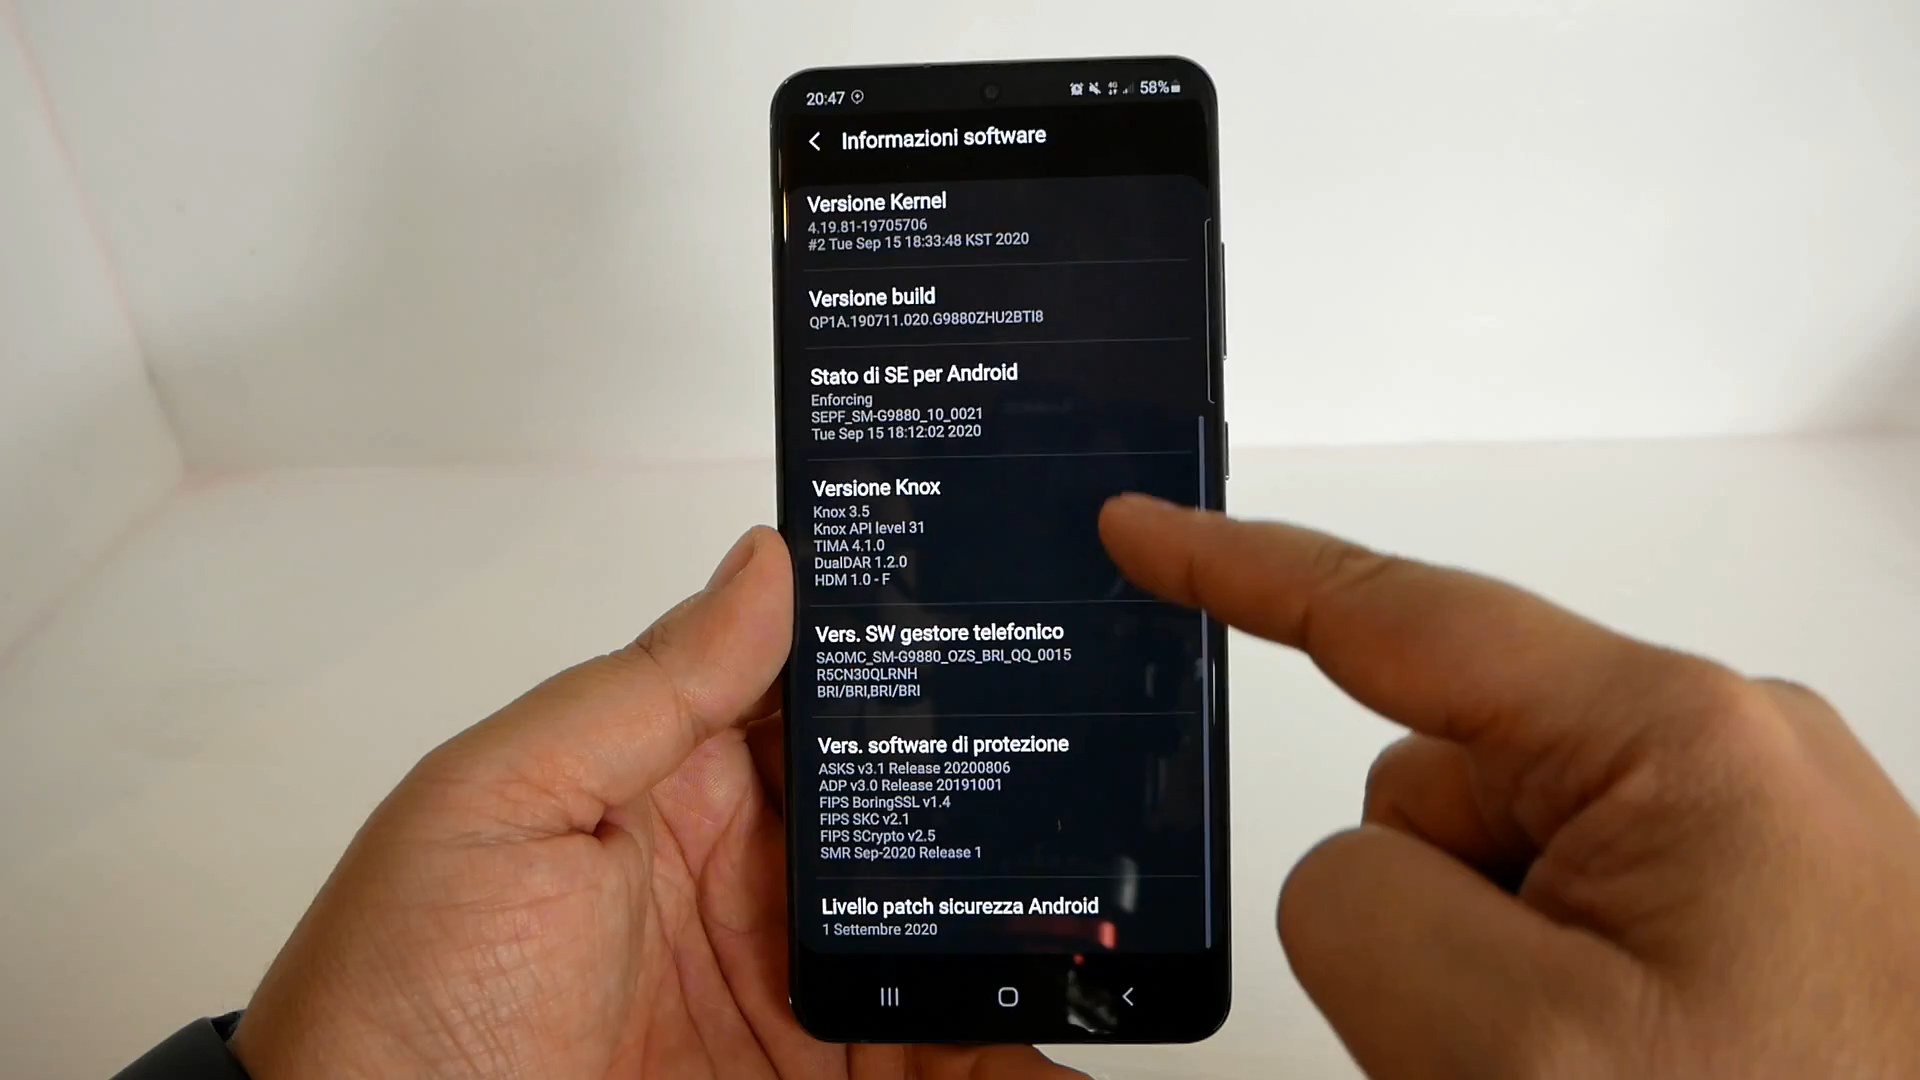 20:47
4G 58%
Informazioni software
Versione Kernel
4.19.81-19705706
#2 Tue Sep 15 18:33:48 KST 2020
Versione build
QP1A.190711.020.G9880ZHU2BTI8
Stato di SE per Android
Enforcing
SEPF_SM-G9880_10_0021
Tue Sep 15 18:12:02 2020
Versione Knox
Knox 3.5
Knox API level 31
TIMA 4.1.0
DualDAR 1.2.0
HDM 1.0 - F
Vers. SW gestore telefonico
SAOMC_SM-G9880_OZS_BRI_QQ_0015
R5CN30QLRNH
BRI/BRI,BRI/BRI
Vers. software di protezione
ASKS v3.1 Release 20200806
ADP v3.0 Release 20191001
FIPS BoringSSL v1.4
FIPS SKC v2.1
FIPS SCrypto v2.5
SMR Sep-2020 Release 1
Livello patch sicurezza Android
1 Settembre 2020